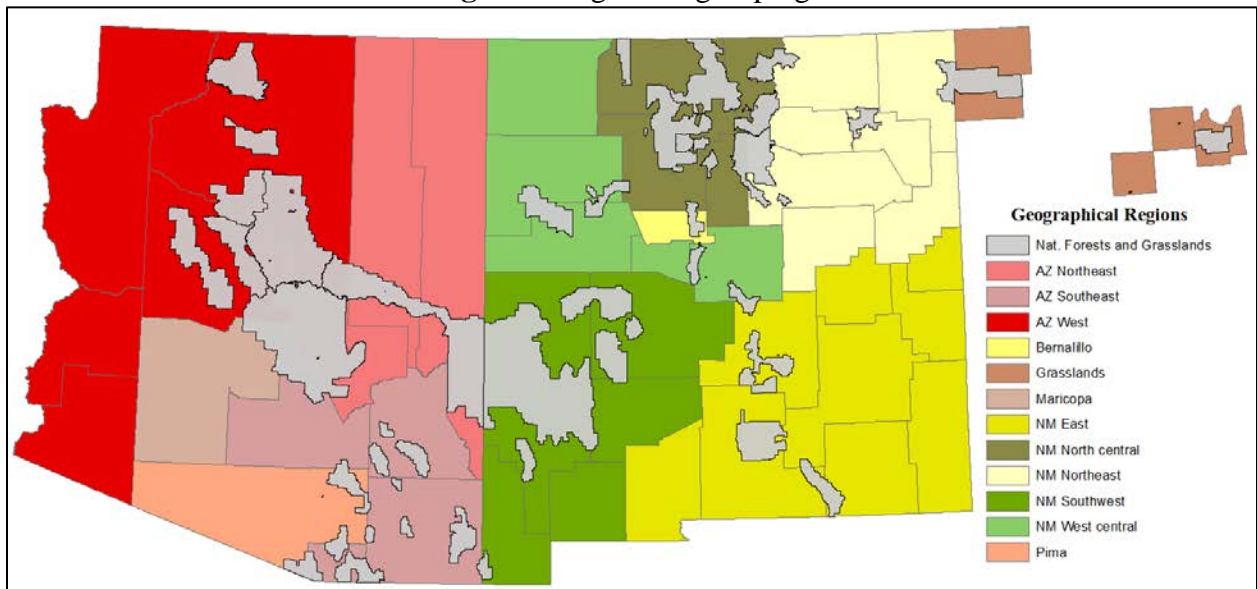 Geographical Regions
Nat. Forests and Grasslands
AZ Northeast
AZ Southeast
AZ West
Bernalillo
Grasslands
Maricopa
NM East
NM North central
NM Northeast
NM Southwest
NM West central
Pima